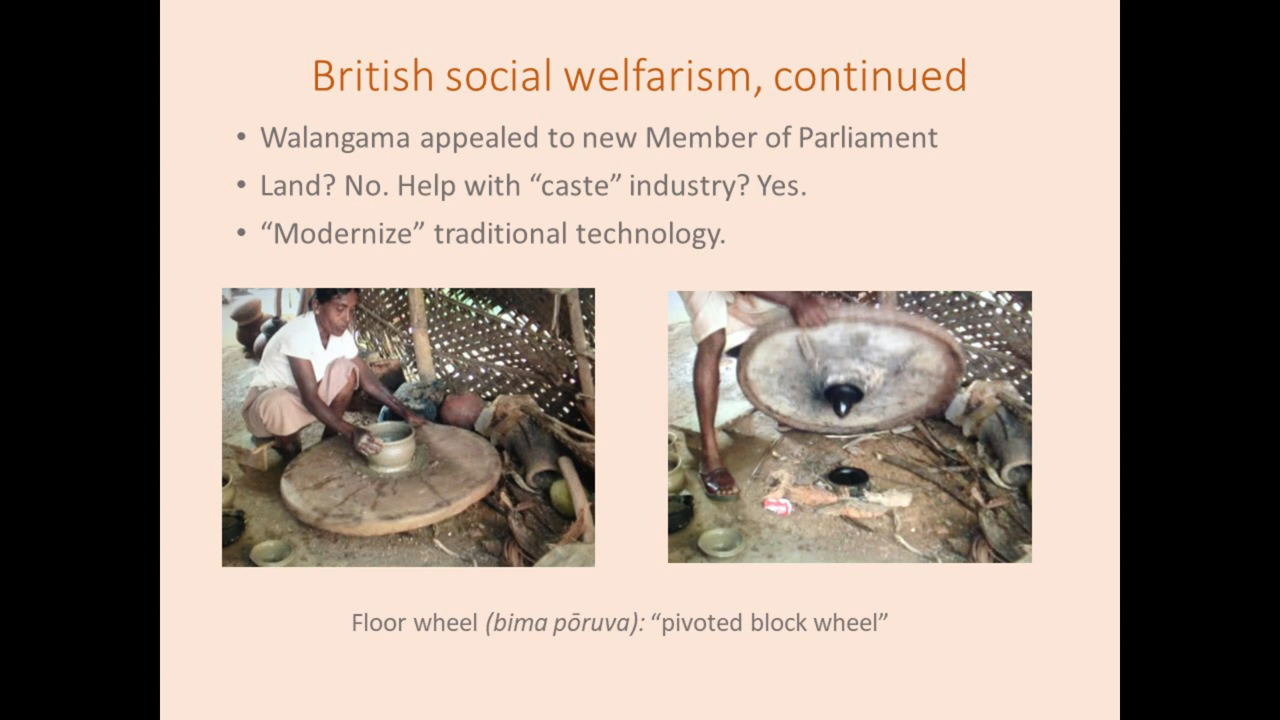 British social welfarism, continued
• Walangama appealed to new Member of Parliament
• Land? No. Help with “caste” industry? Yes.
• “Modernize” traditional technology.
Floor wheel (bima pōruva): “pivoted block wheel”